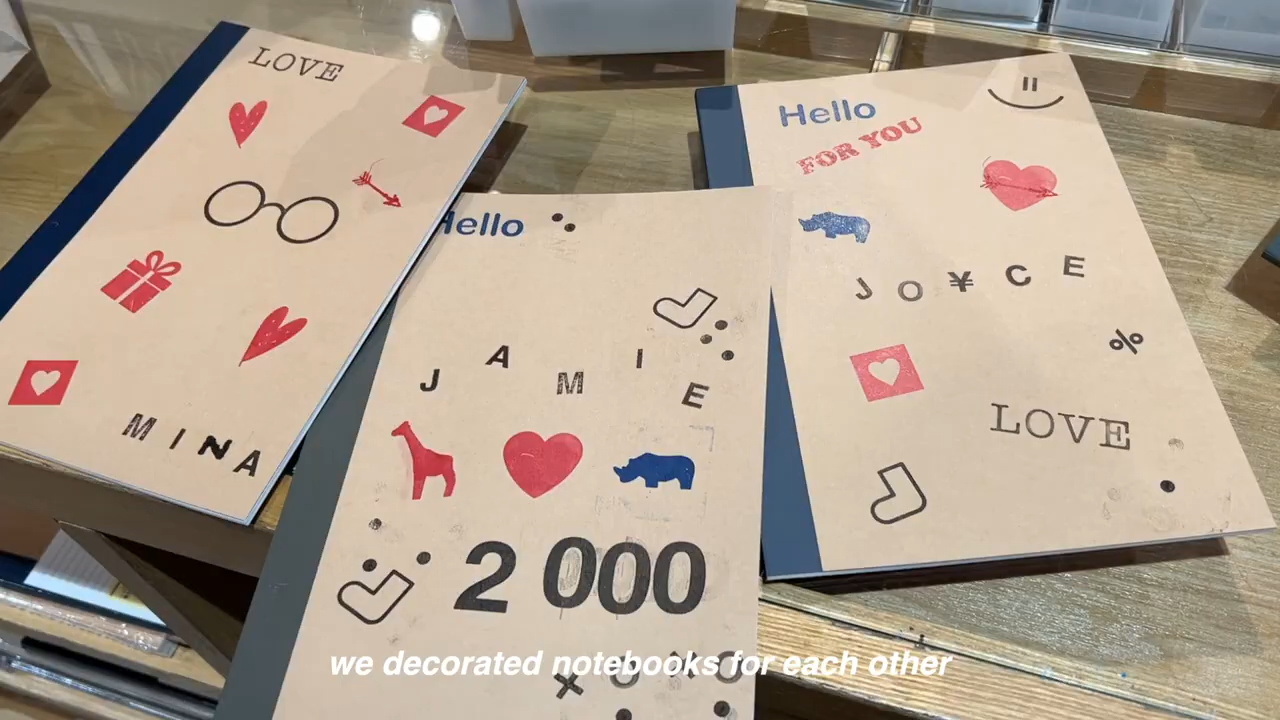 LOVE
MINA
Hello
JAMIE
2 000
Hello
FOR YOU
JO¥CE
%
LOVE
we decorated notebooks for each other